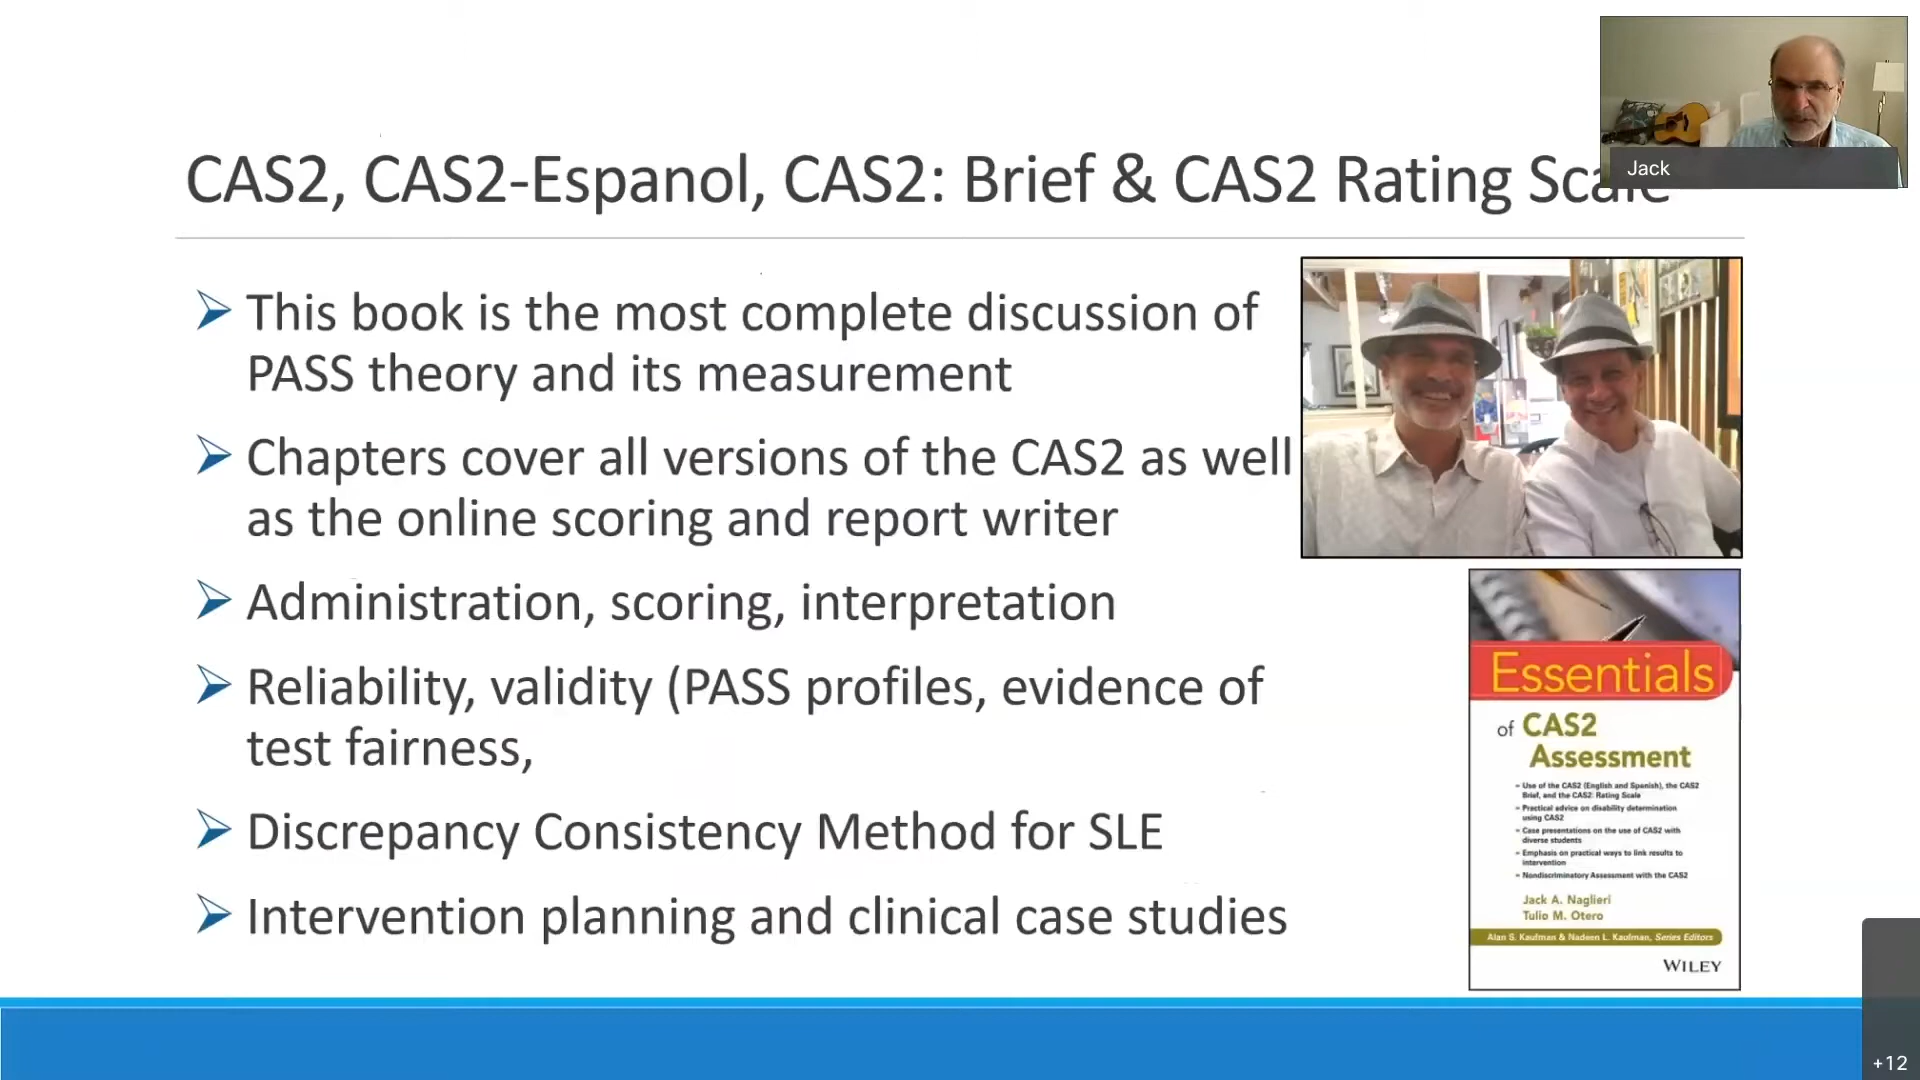 Jack
CAS2, CAS2-Espanol, CAS2: Brief & CAS2 Rating Scale
This book is the most complete discussion of
PASS theory and its measurement
Chapters cover all versions of the CAS2 as well
as the online scoring and report writer
Administration, scoring, interpretation
Reliability, validity (PASS profiles, evidence of
test fairness,
Discrepancy Consistency Method for SLE
Intervention planning and clinical case studies
Essentials
of CAS2
Assessment
– Use of the CAS2 (English and Spanish), the CAS2
Brief, and the CAS2: Rating Scale
– Practical advice on disability determination
using CAS2
– Case presentations on the use of CAS2 with
diverse students
– Emphasis on practical ways to link results to
intervention
– Nondiscriminatory Assessment with the CAS2
Jack A. Naglieri
Tulio M. Otero
Alan S. Kaufman & Nadeen L. Kaufman, Series Editors
WILEY
+12